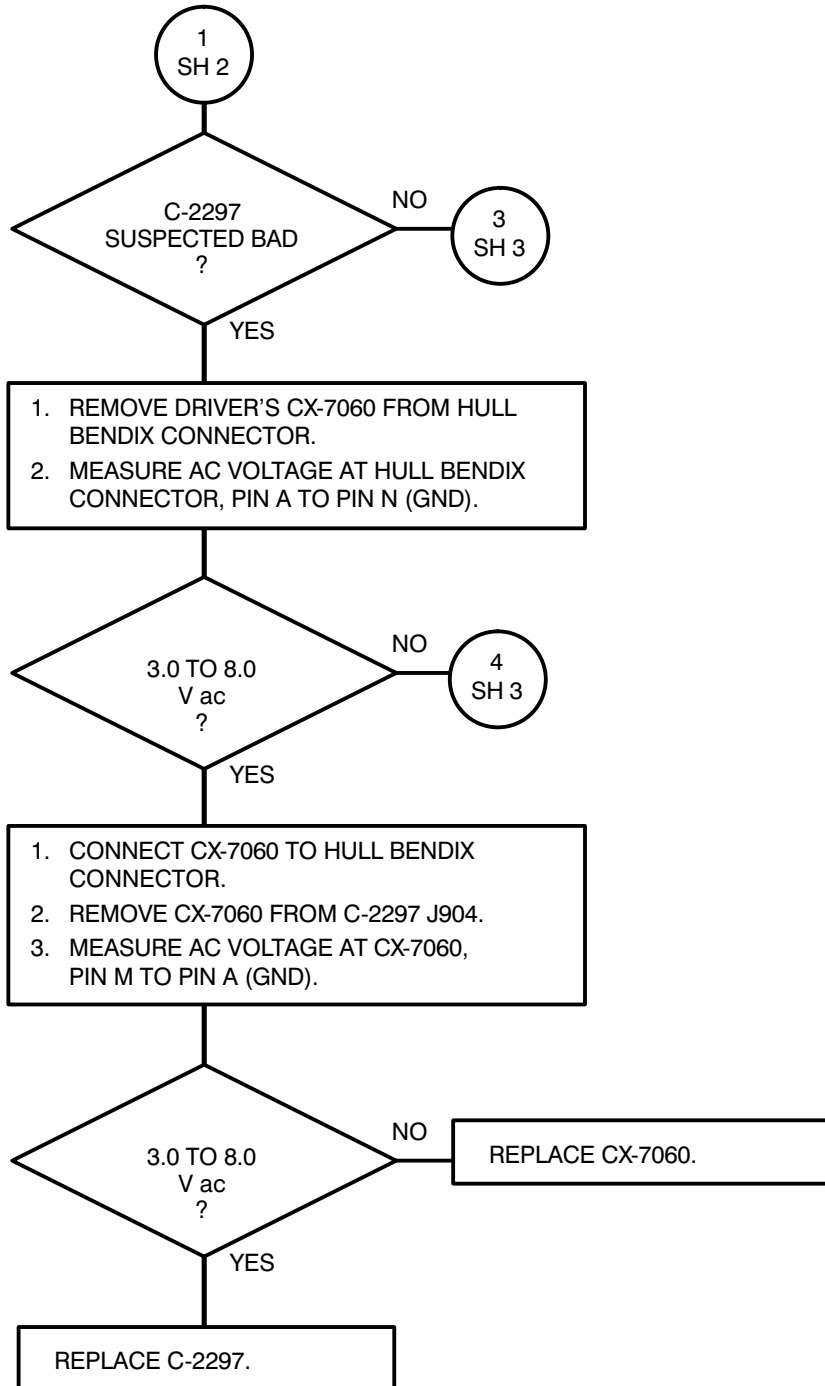 1
SH 2
C-2297
SUSPECTED BAD
?
NO
3
SH 3
YES
1. REMOVE DRIVER'S CX-7060 FROM HULL
BENDIX CONNECTOR.
2. MEASURE AC VOLTAGE AT HULL BENDIX
CONNECTOR, PIN A TO PIN N (GND).
3.0 TO 8.0
V ac
?
NO
4
SH 3
YES
1. CONNECT CX-7060 TO HULL BENDIX
CONNECTOR.
2. REMOVE CX-7060 FROM C-2297 J904.
3. MEASURE AC VOLTAGE AT CX-7060,
PIN M TO PIN A (GND).
3.0 TO 8.0
V ac
?
NO
REPLACE CX-7060.
YES
REPLACE C-2297.